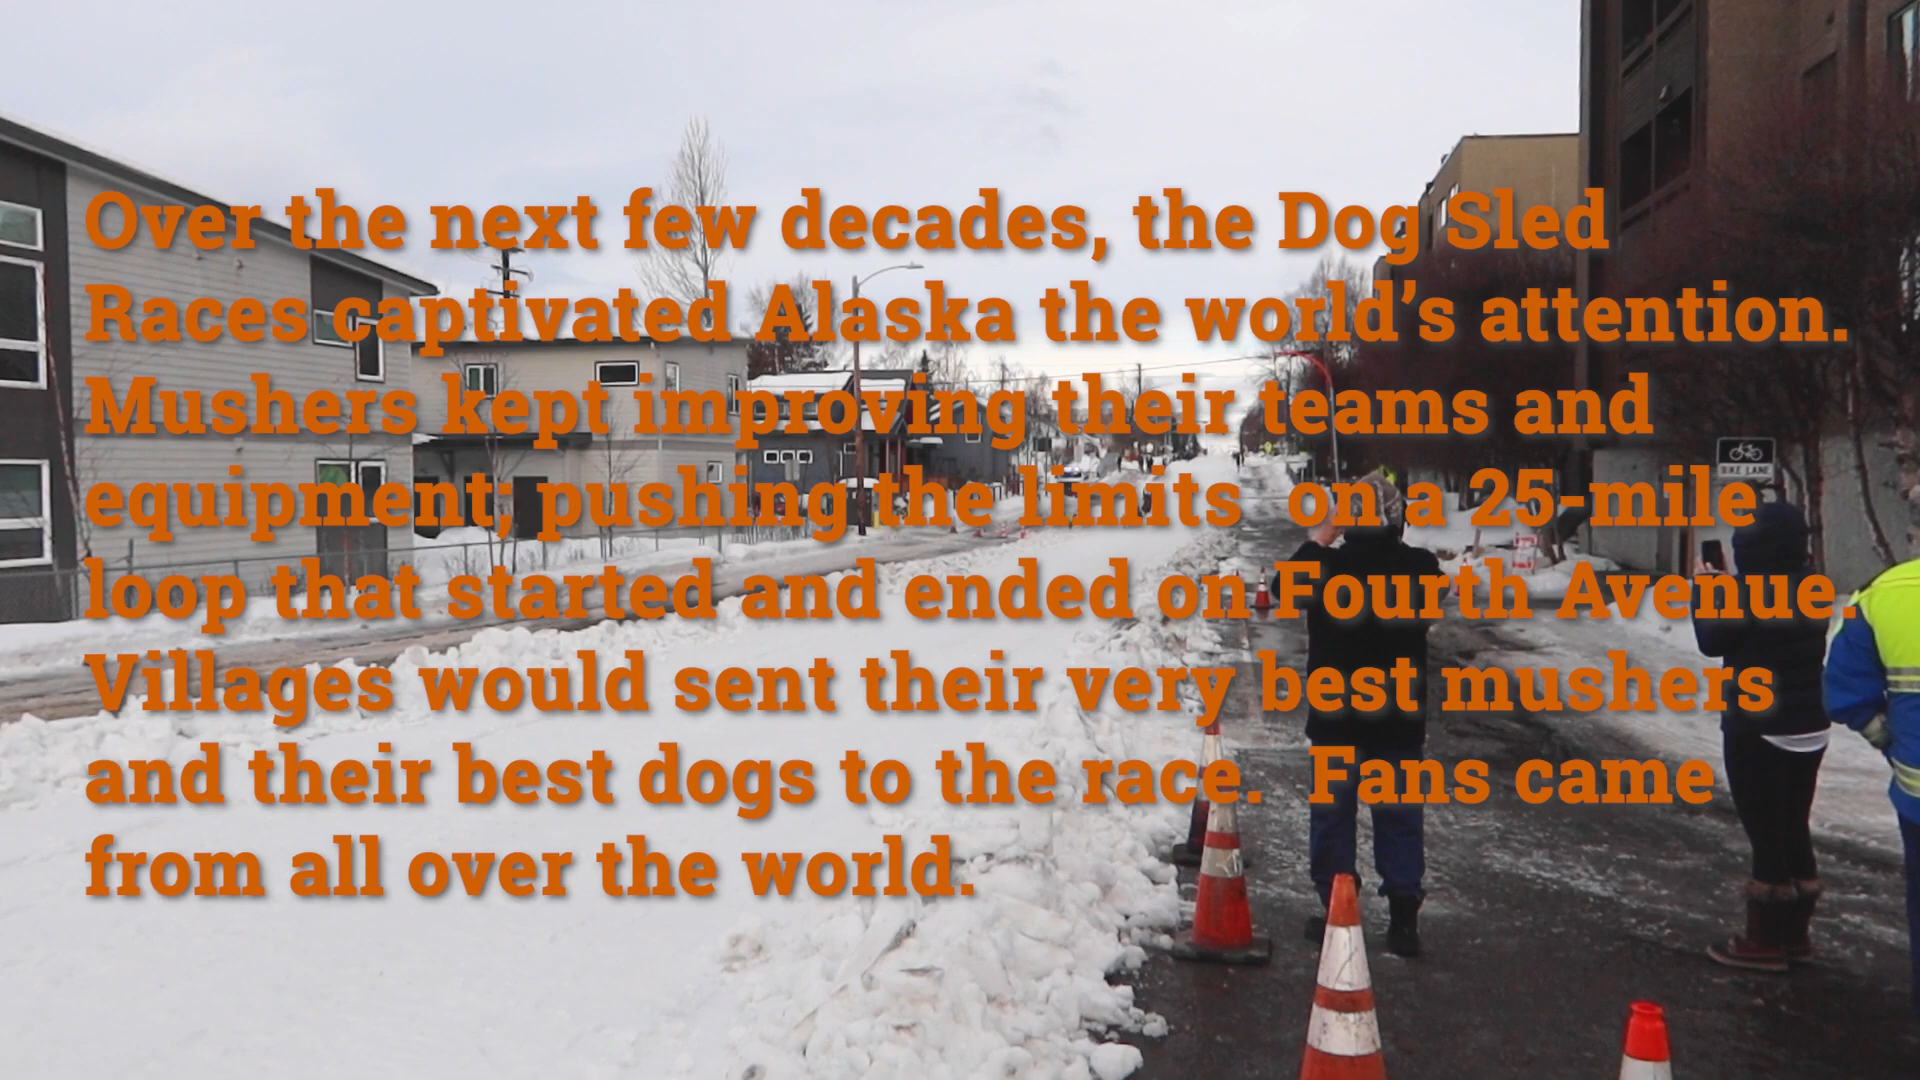 Over the next few decades, the Dog Sled
Races captivated Alaska the world’s attention.
Mushers kept improving their teams and
equipment; pushing the limits  on a 25-mile
loop that started and ended on Fourth Avenue.
Villages would sent their very best mushers
and their best dogs to the race.  Fans came
from all over the world.
BIKE LANE